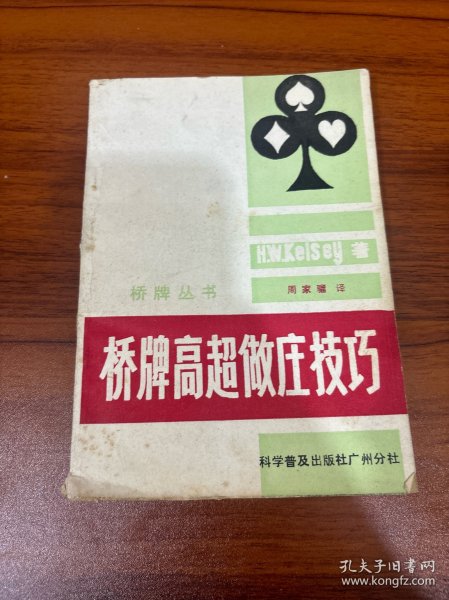 H.W.Kelsey 著
桥牌丛书
周家骝 译
桥牌高超做庄技巧
科学普及出版社广州分社
孔夫子旧书网
www.kongfz.com